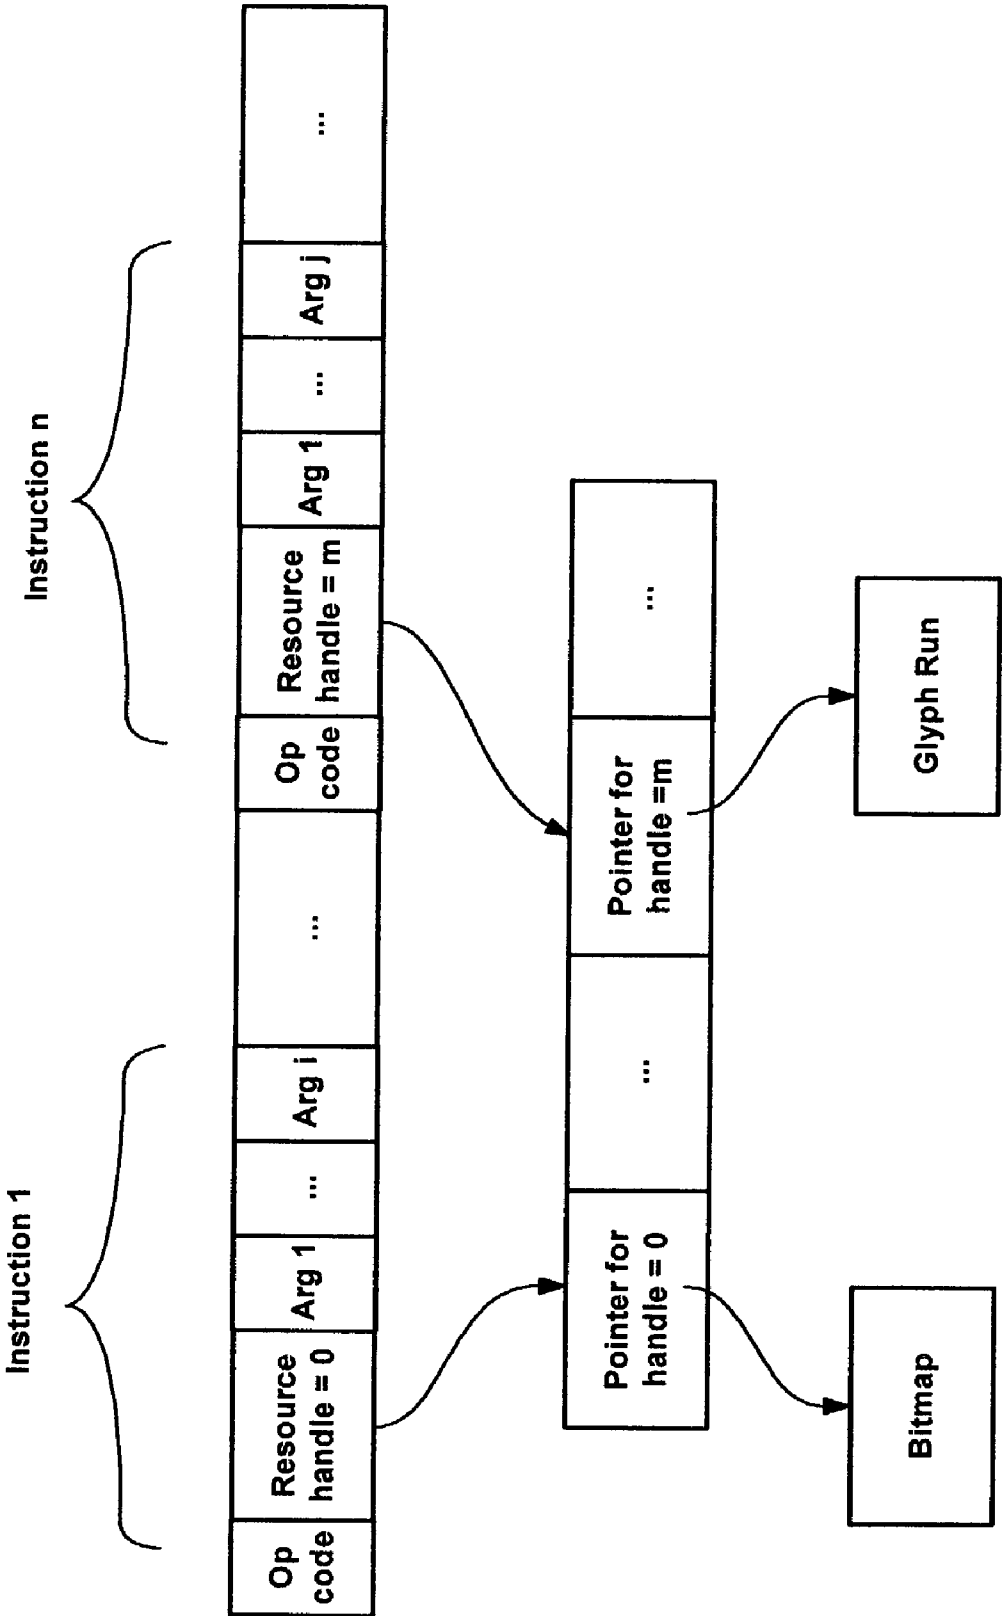 Instruction 1
Instruction n
Op
code
Resource
handle = 0
Arg 1
...
Arg i
...
Op
code
Resource
handle = m
Arg 1
...
Arg j
...
Pointer for
handle = 0
...
Pointer for
handle =m
...
Bitmap
Glyph Run